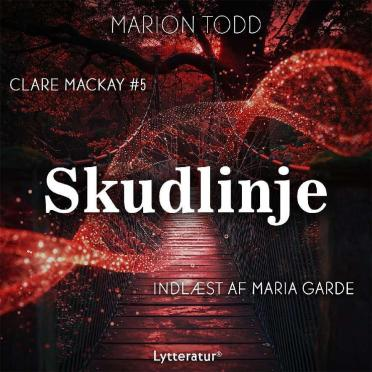 MARION TODD
CLARE MACKAY #5
Skudlinje
INDLÆST AF MARIA GARDE
Lytteratur®